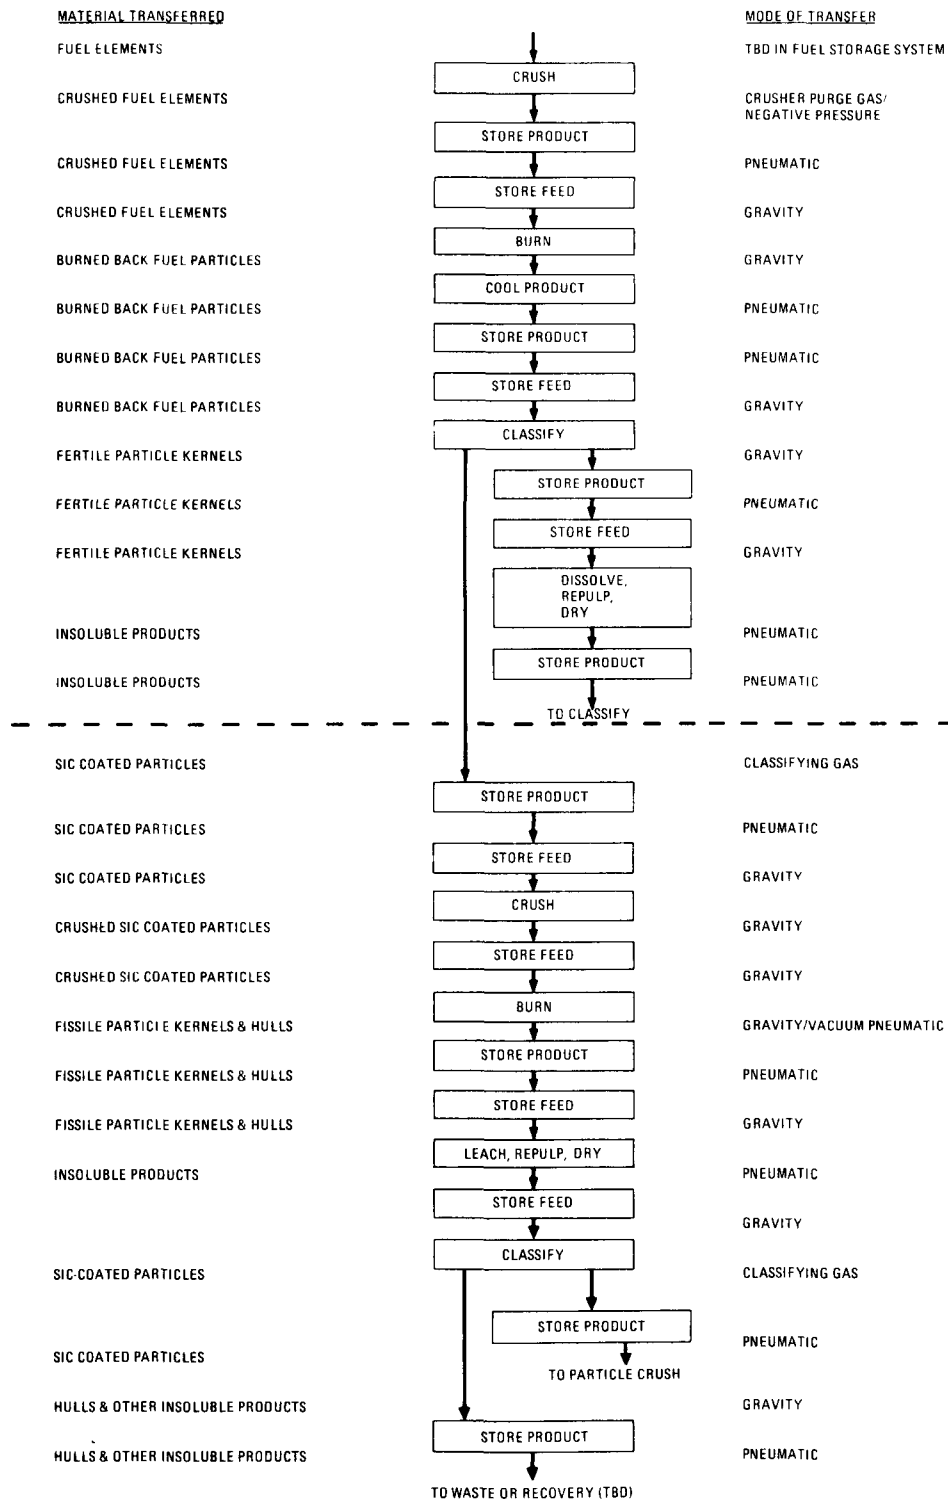 MATERIAL TRANSFERRED
MODE OF TRANSFER
FUEL ELEMENTS
TBD IN FUEL STORAGE SYSTEM
CRUSH
CRUSHED FUEL ELEMENTS
CRUSHER PURGE GAS/
NEGATIVE PRESSURE
STORE PRODUCT
CRUSHED FUEL ELEMENTS
PNEUMATIC
STORE FEED
CRUSHED FUEL ELEMENTS
GRAVITY
BURN
BURNED BACK FUEL PARTICLES
GRAVITY
COOL PRODUCT
BURNED BACK FUEL PARTICLES
PNEUMATIC
STORE PRODUCT
BURNED BACK FUEL PARTICLES
PNEUMATIC
STORE FEED
BURNED BACK FUEL PARTICLES
GRAVITY
CLASSIFY
FERTILE PARTICLE KERNELS
GRAVITY
STORE PRODUCT
FERTILE PARTICLE KERNELS
PNEUMATIC
STORE FEED
FERTILE PARTICLE KERNELS
GRAVITY
DISSOLVE,
REPULP,
DRY
INSOLUBLE PRODUCTS
PNEUMATIC
STORE PRODUCT
INSOLUBLE PRODUCTS
PNEUMATIC
TO CLASSIFY
SIC COATED PARTICLES
CLASSIFYING GAS
STORE PRODUCT
SIC COATED PARTICLES
PNEUMATIC
STORE FEED
SIC COATED PARTICLES
GRAVITY
CRUSH
CRUSHED SIC COATED PARTICLES
GRAVITY
STORE FEED
CRUSHED SIC COATED PARTICLES
GRAVITY
BURN
FISSILE PARTICLE KERNELS & HULLS
GRAVITY/VACUUM PNEUMATIC
STORE PRODUCT
FISSILE PARTICLE KERNELS & HULLS
PNEUMATIC
STORE FEED
FISSILE PARTICLE KERNELS & HULLS
GRAVITY
LEACH, REPULP, DRY
INSOLUBLE PRODUCTS
PNEUMATIC
STORE FEED
GRAVITY
CLASSIFY
SIC-COATED PARTICLES
CLASSIFYING GAS
STORE PRODUCT
PNEUMATIC
SIC COATED PARTICLES
TO PARTICLE CRUSH
HULLS & OTHER INSOLUBLE PRODUCTS
GRAVITY
STORE PRODUCT
HULLS & OTHER INSOLUBLE PRODUCTS
PNEUMATIC
TO WASTE OR RECOVERY (TBD)